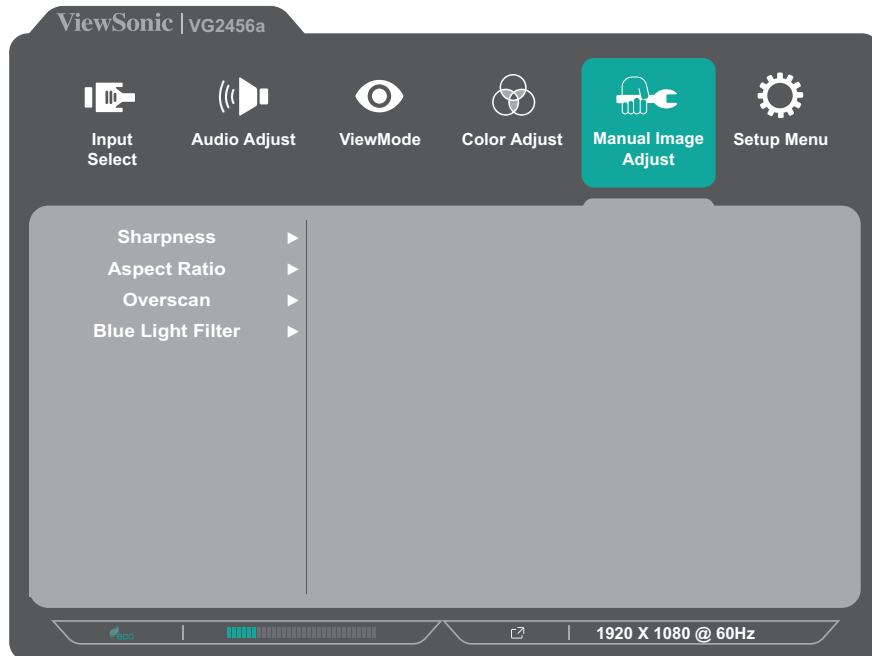 ViewSonic | VG2456a
Input Select
Audio Adjust
ViewMode
Color Adjust
Manual Image Adjust
Setup Menu
Sharpness
Aspect Ratio
Overscan
Blue Light Filter
eco
1920 X 1080 @ 60Hz